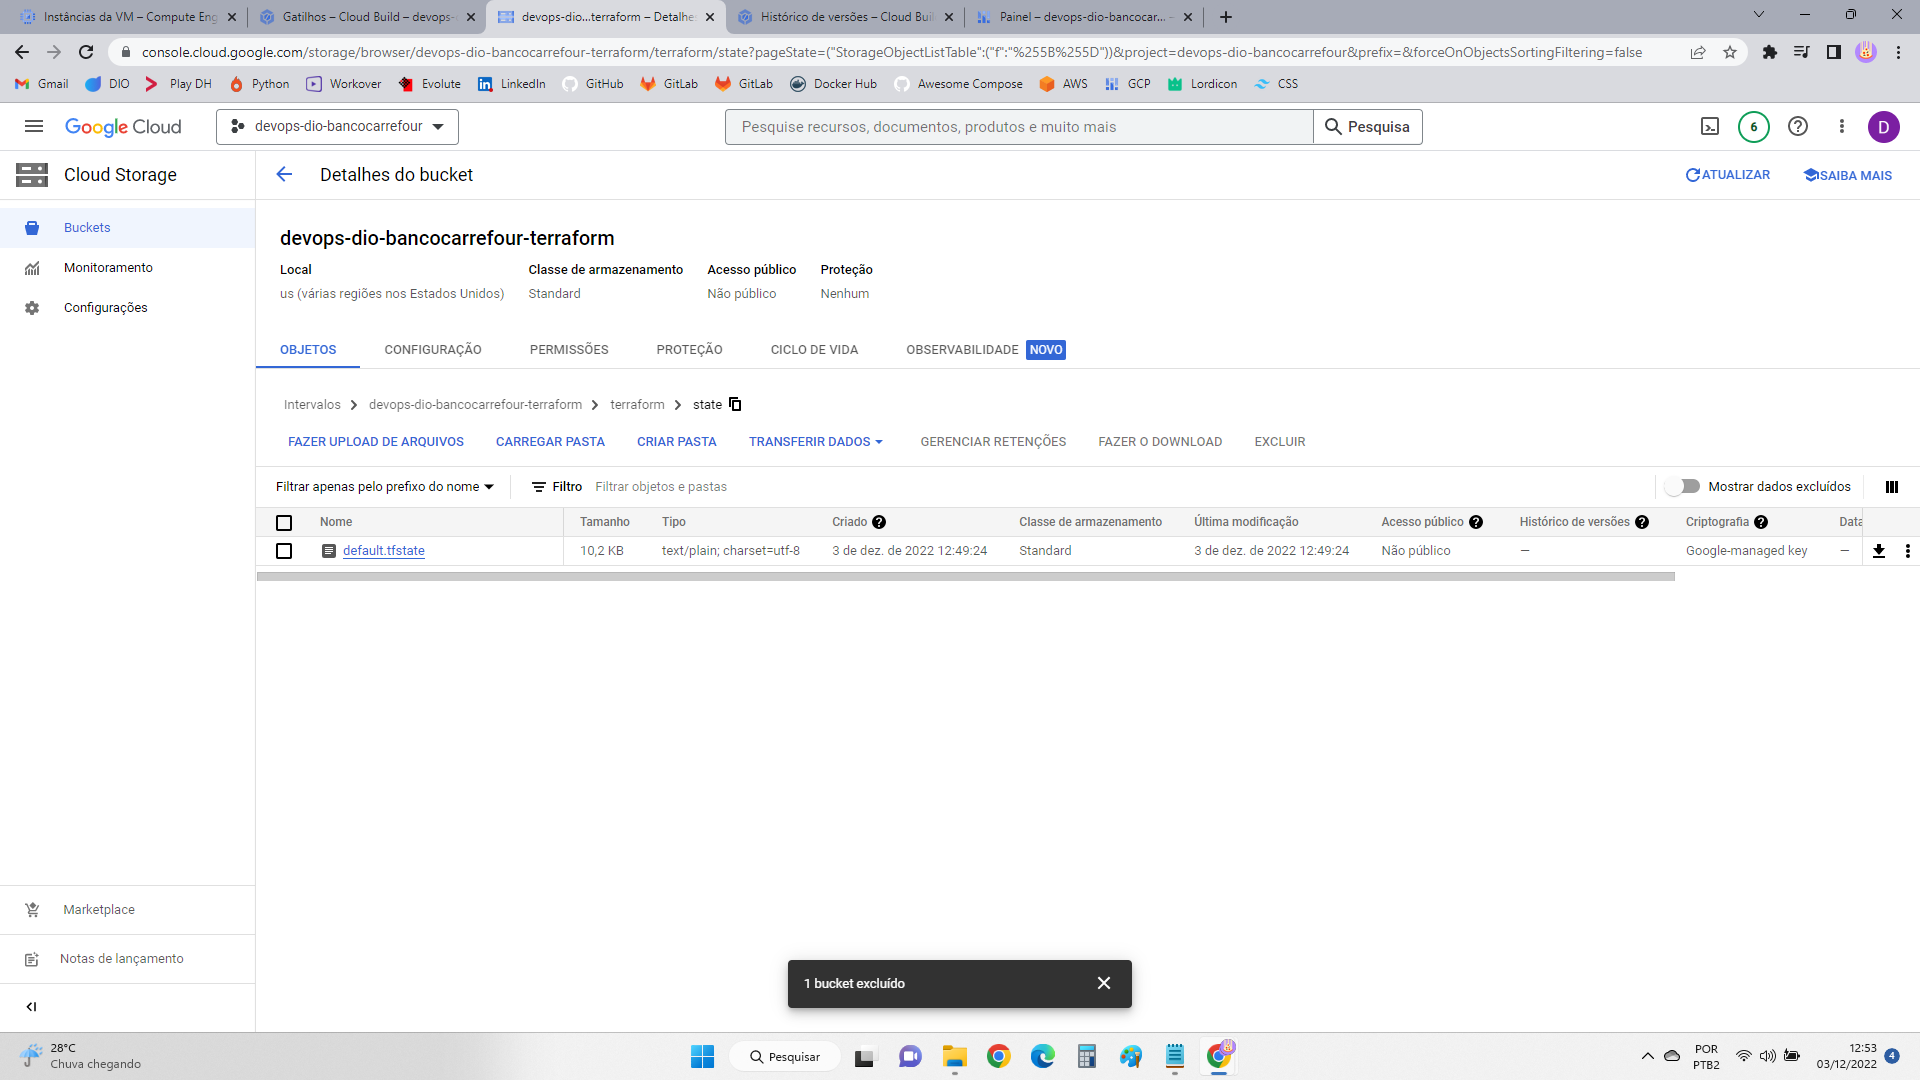 Instâncias da VM – Compute Eng
Gatilhos – Cloud Build – devops-
devops-dio...terraform – Detalhes
Histórico de versões – Cloud Buil
Painel – devops-dio-bancocar... –
console.cloud.google.com/storage/browser/devops-dio-bancocarrefour-terraform/terraform/state?pageState=("StorageObjectListTable":("f":"%255B%255D"))&project=devops-dio-bancocarrefour&prefix=&forceOnObjectsSortingFiltering=false
Gmail DIO Play DH Python Workover Evolute LinkedIn GitHub GitLab GitLab Docker Hub Awesome Compose AWS GCP Lordicon CSS
Google Cloud
devops-dio-bancocarrefour
Pesquise recursos, documentos, produtos e muito mais
Pesquisa
6
D
Cloud Storage
Detalhes do bucket
ATUALIZAR
SAIBA MAIS
Buckets
Monitoramento
Configurações
devops-dio-bancocarrefour-terraform
Local Classe de armazenamento Acesso público Proteção
us (várias regiões nos Estados Unidos) Standard Não público Nenhum
OBJETOS CONFIGURAÇÃO PERMISSÕES PROTEÇÃO CICLO DE VIDA OBSERVABILIDADE NOVO
Intervalos > devops-dio-bancocarrefour-terraform > terraform > state
FAZER UPLOAD DE ARQUIVOS CARREGAR PASTA CRIAR PASTA TRANSFERIR DADOS GERENCIAR RETENÇÕES FAZER O DOWNLOAD EXCLUIR
Filtrar apenas pelo prefixo do nome Filtro Filtrar objetos e pastas Mostrar dados excluídos
Nome Tamanho Tipo Criado Classe de armazenamento Última modificação Acesso público Histórico de versões Criptografia Data
default.tfstate 10,2 KB text/plain; charset=utf-8 3 de dez. de 2022 12:49:24 Standard 3 de dez. de 2022 12:49:24 Não público — Google-managed key —
Marketplace
Notas de lançamento
1 bucket excluído
28°C
Chuva chegando
Pesquisar
POR
PTB2
12:53
03/12/2022
4